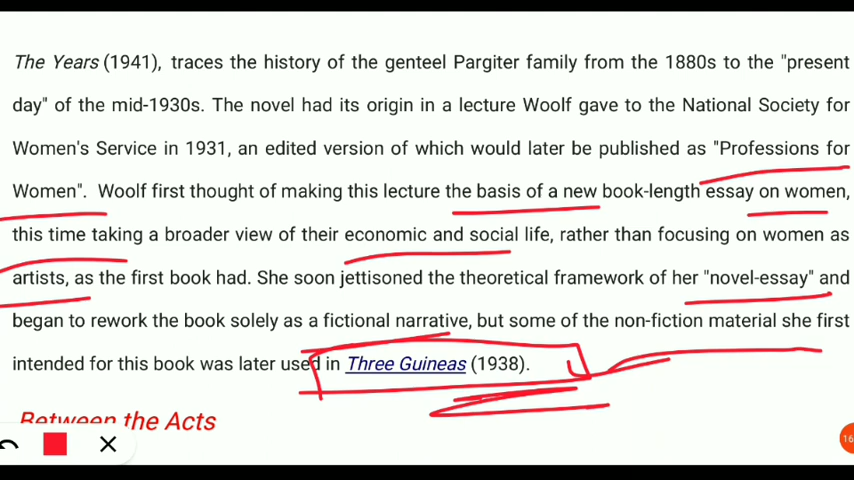 The Years (1941), traces the history of the genteel Pargiter family from the 1880s to the "present
day" of the mid-1930s. The novel had its origin in a lecture Woolf gave to the National Society for
Women's Service in 1931, an edited version of which would later be published as "Professions for
Women". Woolf first thought of making this lecture the basis of a new book-length essay on women,
this time taking a broader view of their economic and social life, rather than focusing on women as
artists, as the first book had. She soon jettisoned the theoretical framework of her "novel-essay" and
began to rework the book solely as a fictional narrative, but some of the non-fiction material she first
intended for this book was later used in Three Guineas (1938).
Between the Acts
16